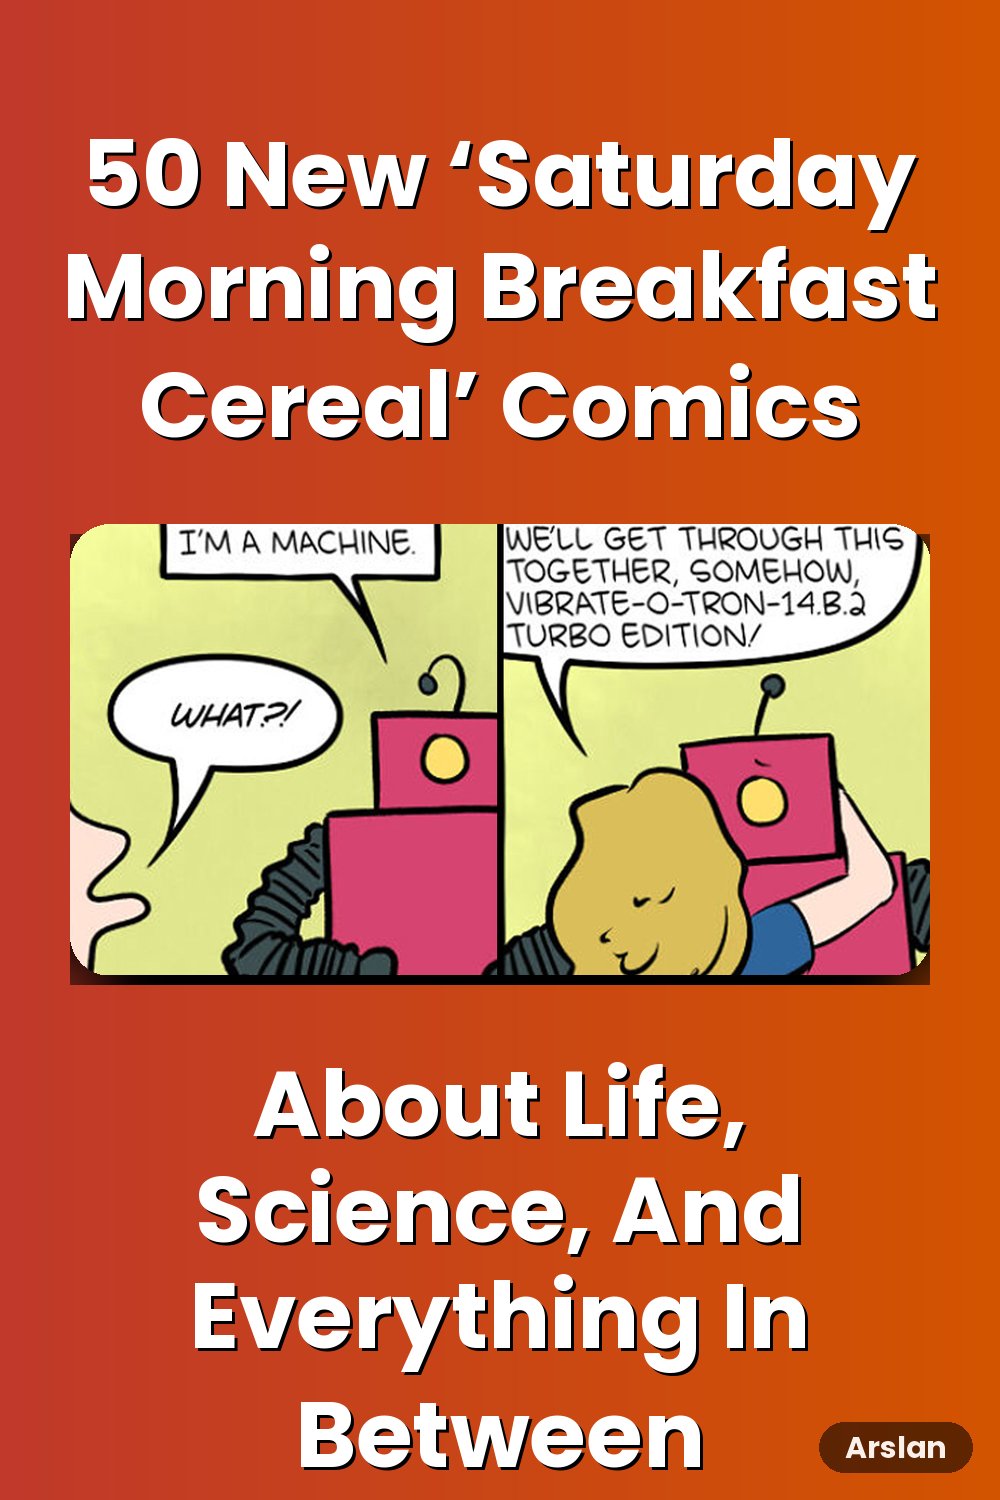 50 New ‘Saturday
Morning Breakfast
Cereal’ Comics
I'M A MACHINE.
WHAT?!
WE'LL GET THROUGH THIS
TOGETHER, SOMEHOW,
VIBRATE-O-TRON-14.B.2
TURBO EDITION!
About Life,
Science, And
Everything In
Between
Arslan